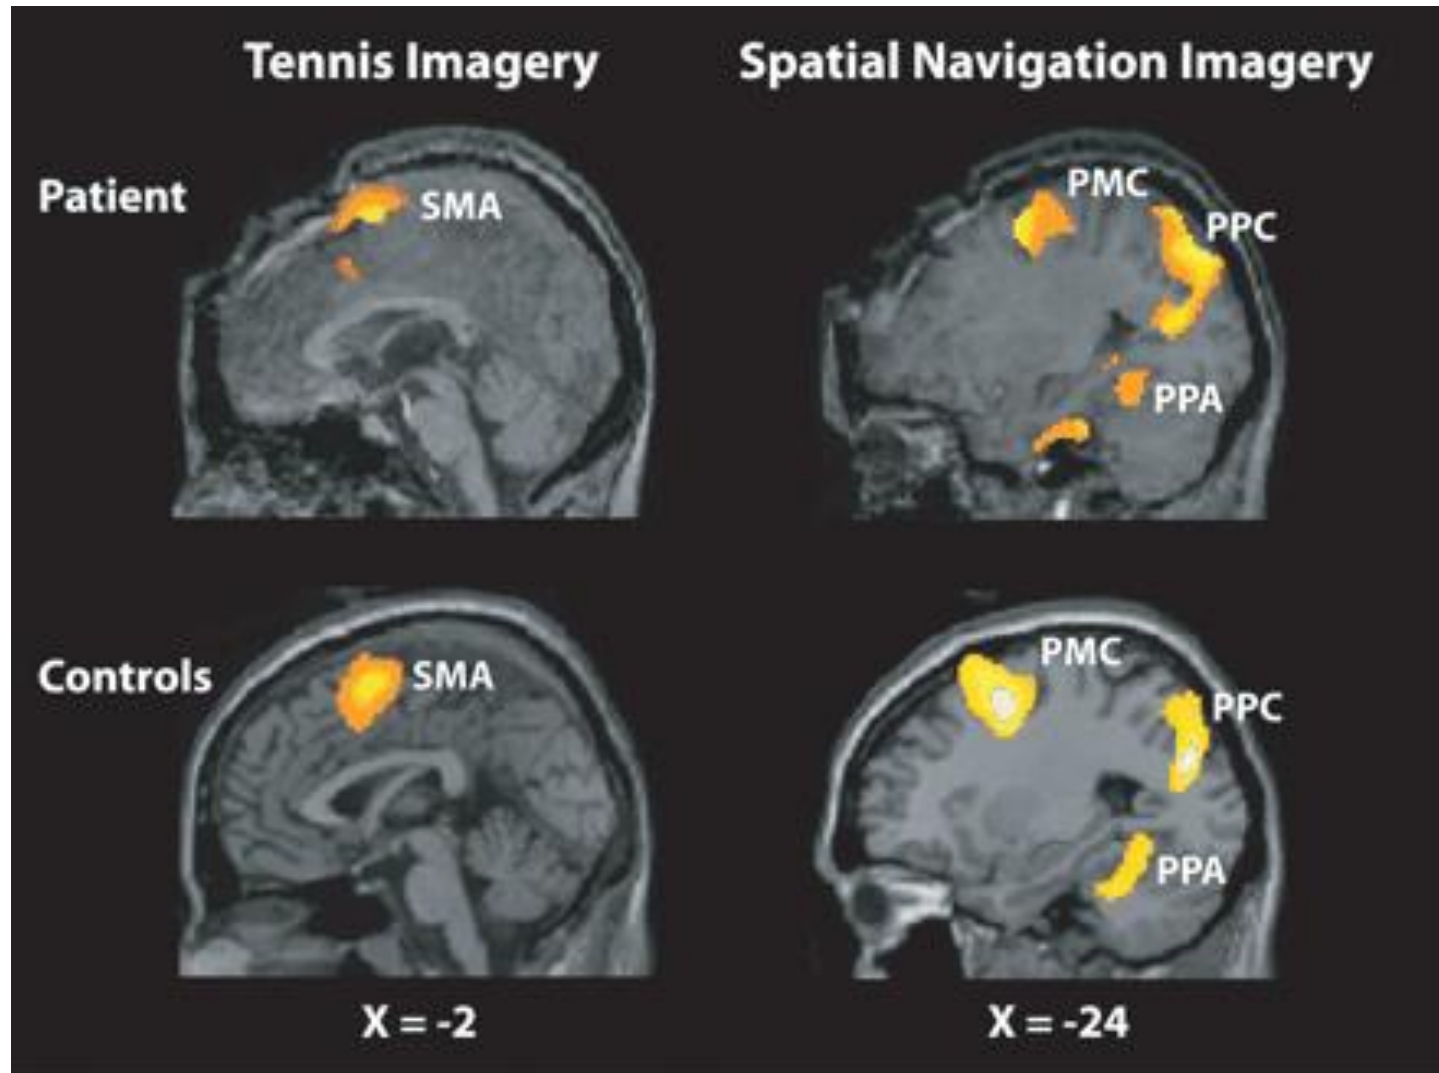 Tennis Imagery
Spatial Navigation Imagery
Patient
SMA
PMC
PPC
PPA
Controls
SMA
PMC
PPC
PPA
X = -2
X = -24